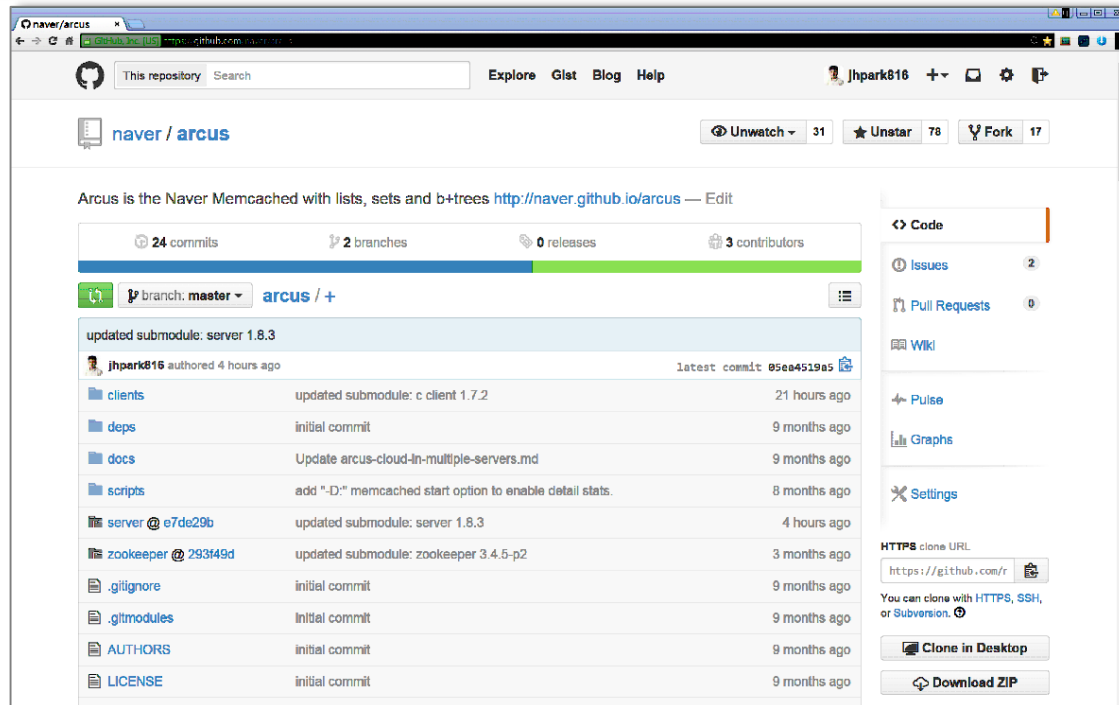 naver/arcus
GitHub, Inc. [US] https://github.com
This repository Search Explore Gist Blog Help jhpark816
naver / arcus Unwatch 31 Unstar 78 Fork 17
Arcus is the Naver Memcached with lists, sets and b+trees http://naver.github.io/arcus — Edit
24 commits 2 branches 0 releases 3 contributors
branch: master arcus / +
updated submodule: server 1.8.3
jhpark816 authored 4 hours ago latest commit 05ea4519a5
clients updated submodule: c client 1.7.2 21 hours ago
deps initial commit 9 months ago
docs Update arcus-cloud-in-multiple-servers.md 9 months ago
scripts add "-D:" memcached start option to enable detail stats. 8 months ago
server @ e7de29b updated submodule: server 1.8.3 4 hours ago
zookeeper @ 293f49d updated submodule: zookeeper 3.4.5-p2 3 months ago
.gitignore initial commit 9 months ago
.gitmodules initial commit 9 months ago
AUTHORS initial commit 9 months ago
LICENSE initial commit 9 months ago
Code
Issues 2
Pull Requests 0
Wiki
Pulse
Graphs
Settings
HTTPS clone URL
https://github.com/r
You can clone with HTTPS, SSH,
or Subversion.
Clone in Desktop
Download ZIP